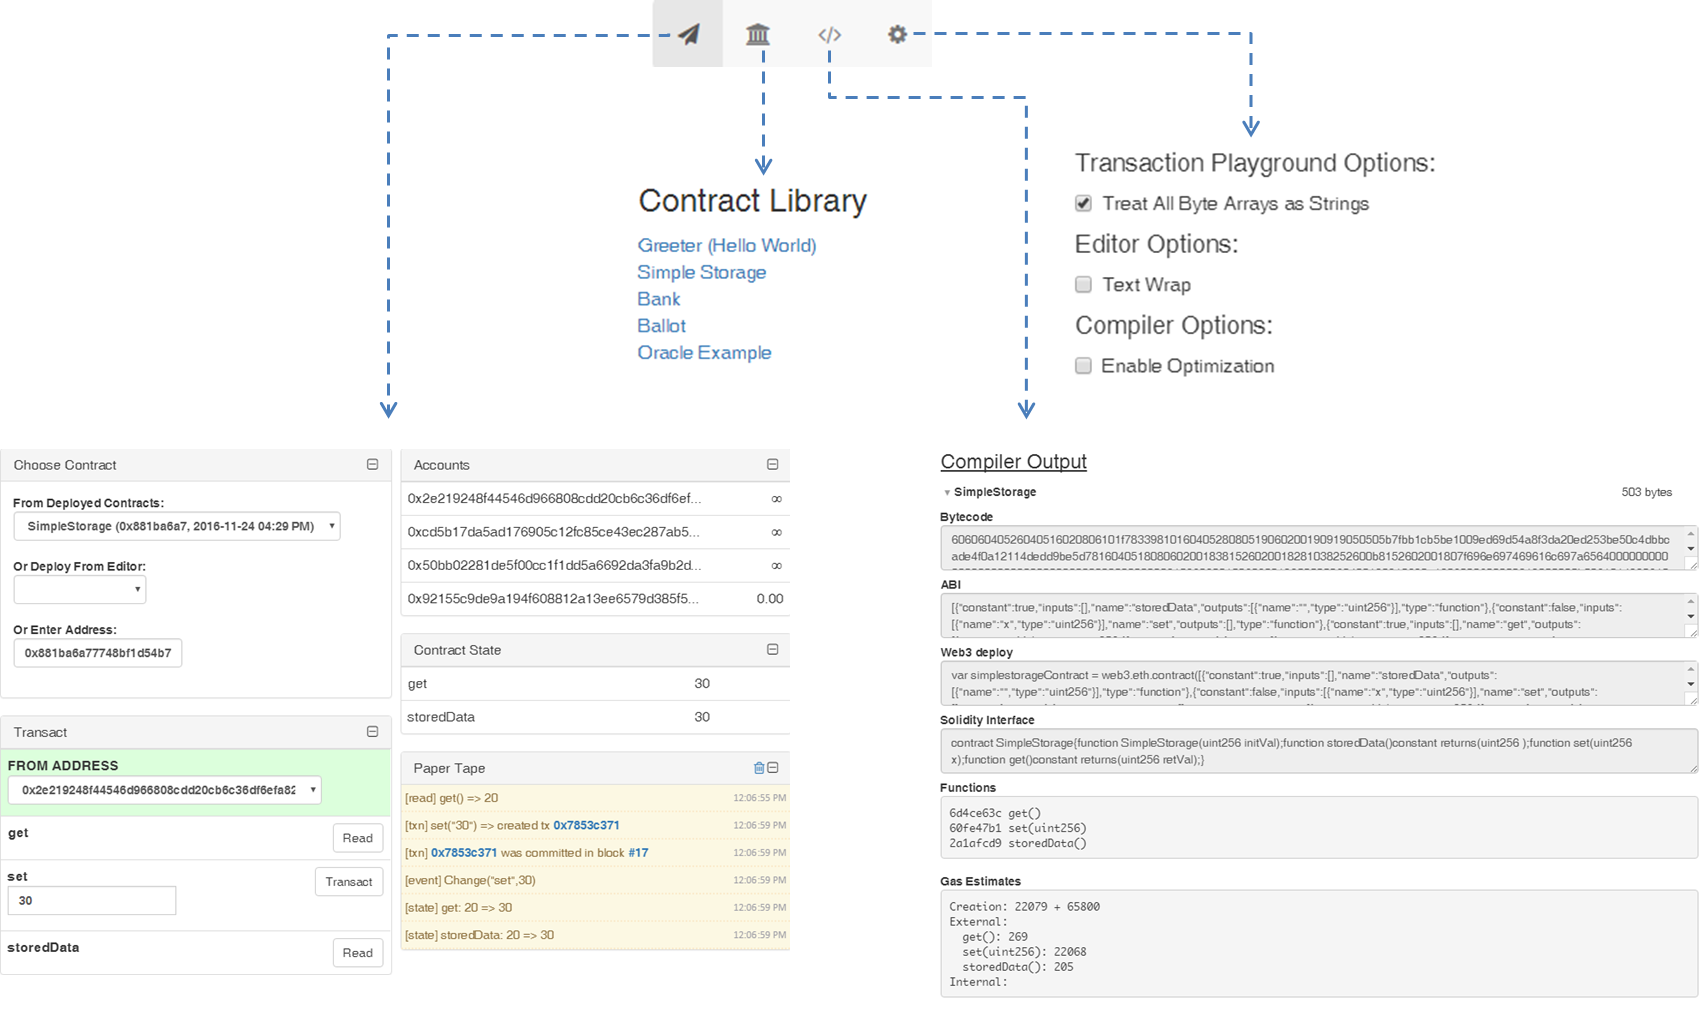 Contract Library
Greeter (Hello World)
Simple Storage
Bank
Ballot
Oracle Example
Transaction Playground Options:
Treat All Byte Arrays as Strings
Editor Options:
Text Wrap
Compiler Options:
Enable Optimization
Choose Contract
From Deployed Contracts:
SimpleStorage (0x881ba6a7, 2016-11-24 04:29 PM)
Or Deploy From Editor:
Or Enter Address:
0x881ba6a77748bf1d54b7
Transact
FROM ADDRESS
0x2e219248f44546d966808cdd20cb6c36df6efa82
get
Read
set
Transact
30
storedData
Read
Accounts
0x2e219248f44546d966808cdd20cb6c36df6ef... ∞
0xcd5b17da5ad176905c12fc85ce43ec287ab5... ∞
0x50bb02281de5f00cc1f1dd5a6692da3fa9b2d... ∞
0x92155c9de9a194f608812a13ee6579d385f5... 0.00
Contract State
get 30
storedData 30
Paper Tape
[read] get() => 20 12:06:55 PM
[txn] set("30") => created tx 0x7853c371 12:06:59 PM
[txn] 0x7853c371 was committed in block #17 12:06:59 PM
[event] Change("set",30) 12:06:59 PM
[state] get: 20 => 30 12:06:59 PM
[state] storedData: 20 => 30 12:06:59 PM
Compiler Output
SimpleStorage 503 bytes
Bytecode
ABI
[{"constant":true,"inputs":[],"name":"storedData","outputs":[{"name":"","type":"uint256"}],"type":"function"},{"constant":false,"inputs":
[{"name":"x","type":"uint256"}],"name":"set","outputs":[],"type":"function"},{"constant":true,"inputs":[],"name":"get","outputs":
Web3 deploy
var simplestorageContract = web3.eth.contract([{"constant":true,"inputs":[],"name":"storedData","outputs":
[{"name":"","type":"uint256"}],"type":"function"},{"constant":false,"inputs":[{"name":"x","type":"uint256"}],"name":"set","outputs":
Solidity Interface
contract SimpleStorage{function SimpleStorage(uint256 initVal);function storedData()constant returns(uint256 );function set(uint256
x);function get()constant returns(uint256 retVal);}
Functions
6d4ce63c get()
60fe47b1 set(uint256)
2a1afcd9 storedData()
Gas Estimates
Creation: 22079 + 65800
External:
get(): 269
set(uint256): 22068
storedData(): 205
Internal: